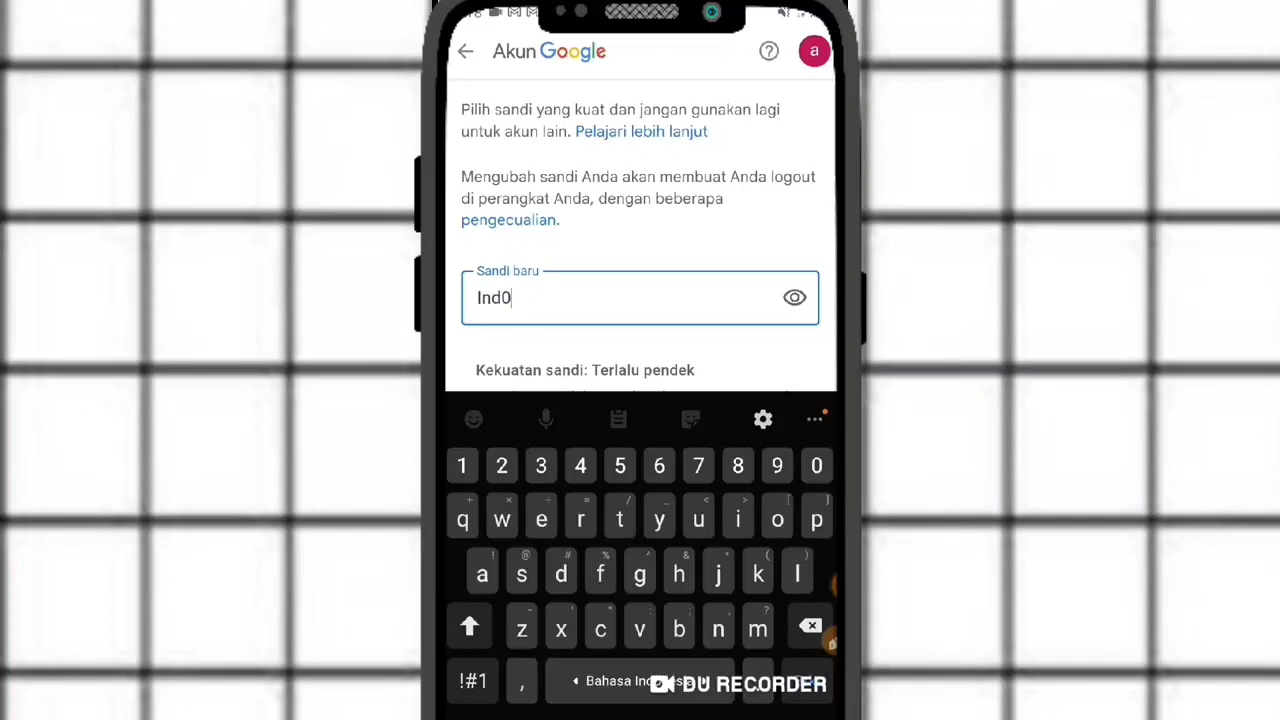 Akun Google
a
Pilih sandi yang kuat dan jangan gunakan lagi
untuk akun lain. Pelajari lebih lanjut
Mengubah sandi Anda akan membuat Anda logout
di perangkat Anda, dengan beberapa
pengecualian.
Sandi baru
Ind0
Kekuatan sandi: Terlalu pendek
1 2 3 4 5 6 7 8 9 0
q w e r t y u i o p
a s d f g h j k l
z x c v b n m
!#1 , Bahasa
DU RECORDER